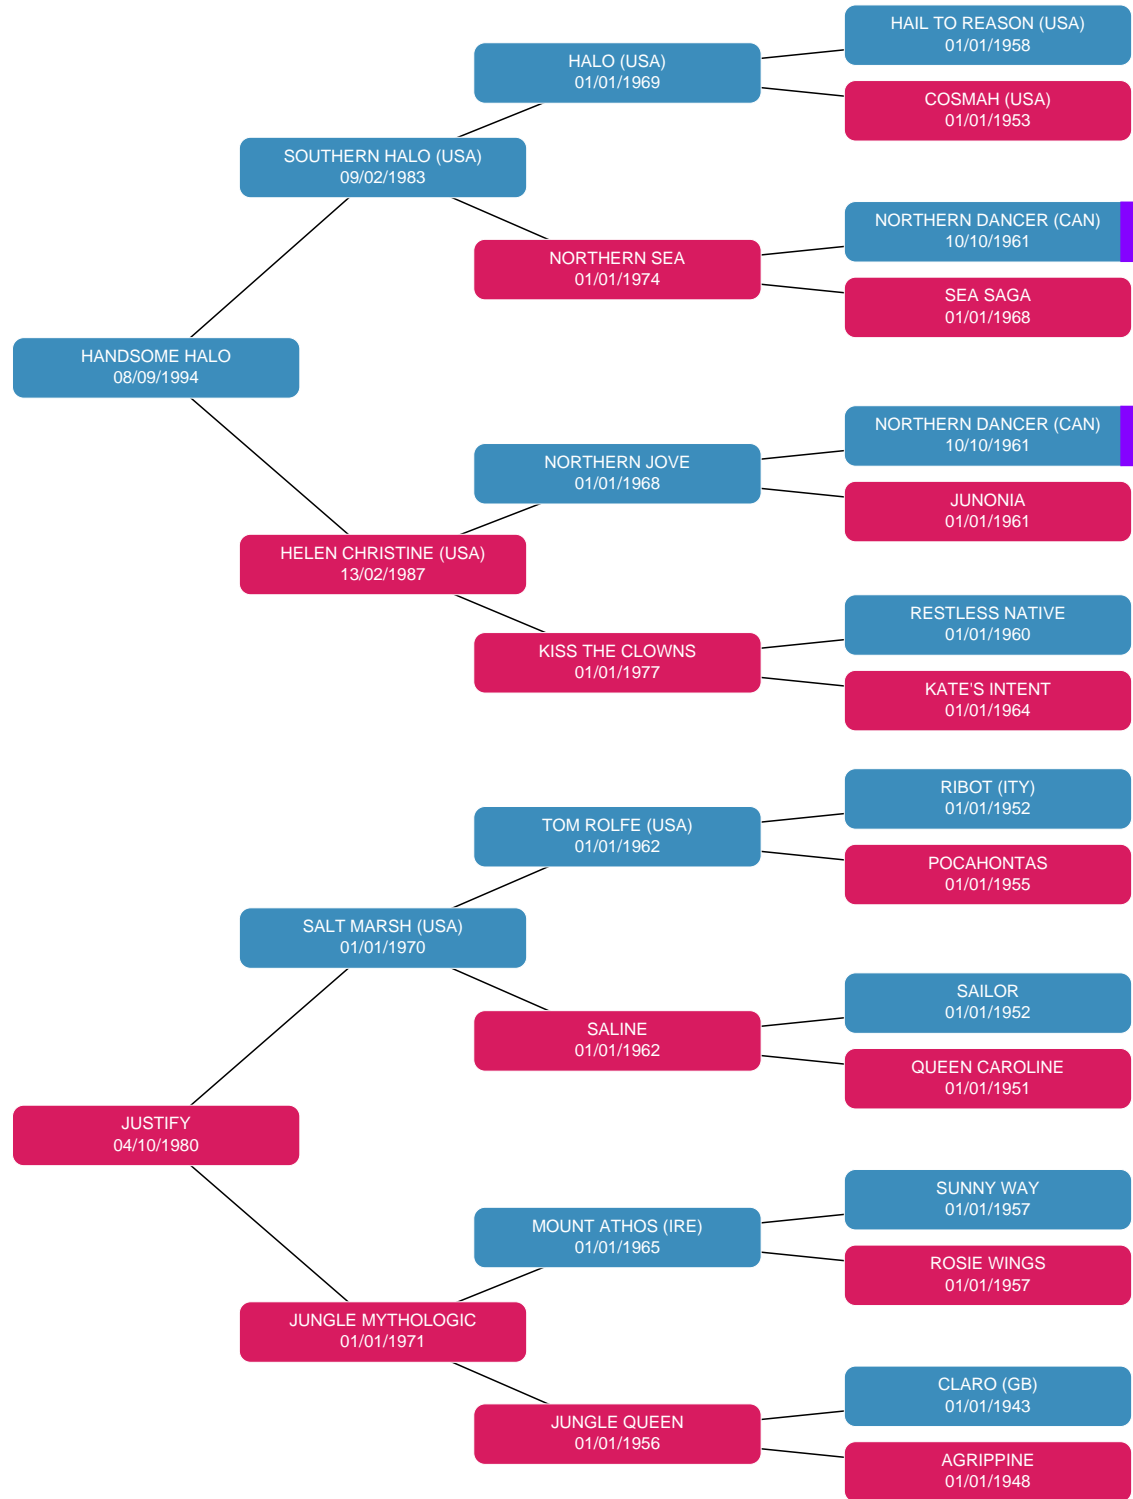 HAIL TO REASON (USA)
01/01/1958
HALO (USA)
01/01/1969
COSMAH (USA)
01/01/1953
SOUTHERN HALO (USA)
09/02/1983
NORTHERN DANCER (CAN)
10/10/1961
NORTHERN SEA
01/01/1974
SEA SAGA
01/01/1968
HANDSOME HALO
08/09/1994
NORTHERN DANCER (CAN)
10/10/1961
NORTHERN JOVE
01/01/1968
JUNONIA
01/01/1961
HELEN CHRISTINE (USA)
13/02/1987
RESTLESS NATIVE
01/01/1960
KISS THE CLOWNS
01/01/1977
KATE'S INTENT
01/01/1964
RIBOT (ITY)
01/01/1952
TOM ROLFE (USA)
01/01/1962
POCAHONTAS
01/01/1955
SALT MARSH (USA)
01/01/1970
SAILOR
01/01/1952
SALINE
01/01/1962
QUEEN CAROLINE
01/01/1951
JUSTIFY
04/10/1980
SUNNY WAY
01/01/1957
MOUNT ATHOS (IRE)
01/01/1965
ROSIE WINGS
01/01/1957
JUNGLE MYTHOLOGIC
01/01/1971
CLARO (GB)
01/01/1943
JUNGLE QUEEN
01/01/1956
AGRIPPINE
01/01/1948